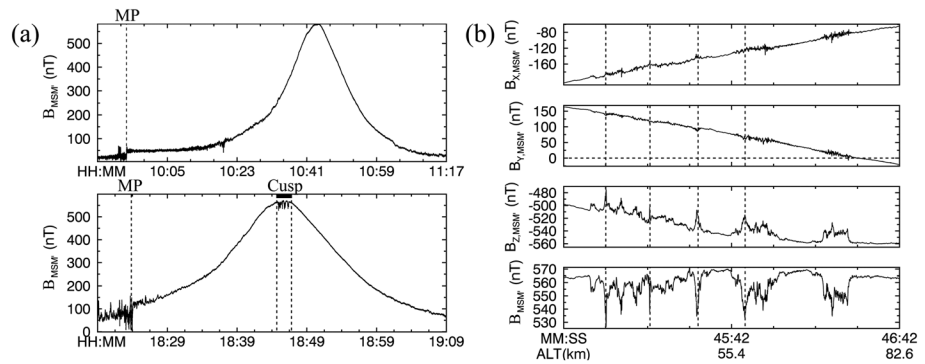 (a)
MP
B_MSM' (nT)
500
400
300
200
100
HH:MM 10:05 10:23 10:41 10:59 11:17
MP Cusp
B_MSM' (nT)
500
400
300
200
100
0
HH:MM 18:29 18:39 18:49 18:59 19:09
(b)
B_X,MSM' (nT)
-80
-120
-160
B_Y,MSM' (nT)
150
100
50
0
B_Z,MSM' (nT)
-480
-500
-520
-540
-560
B_MSM' (nT)
570
560
550
540
530
MM:SS 45:42 46:42
ALT(km) 55.4 82.6